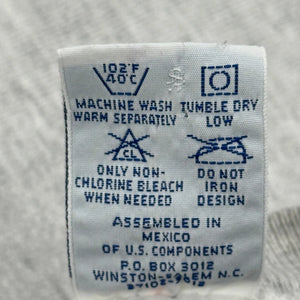 102°F
40°C
MACHINE WASH
WARM SEPARATELY
TUMBLE DRY
LOW
CL
ONLY NON-
CHLORINE BLEACH
WHEN NEEDED
DO NOT
IRON
DESIGN
ASSEMBLED IN
MEXICO
OF U.S. COMPONENTS
P.O. BOX 3012
WINSTON-SALEM N.C.